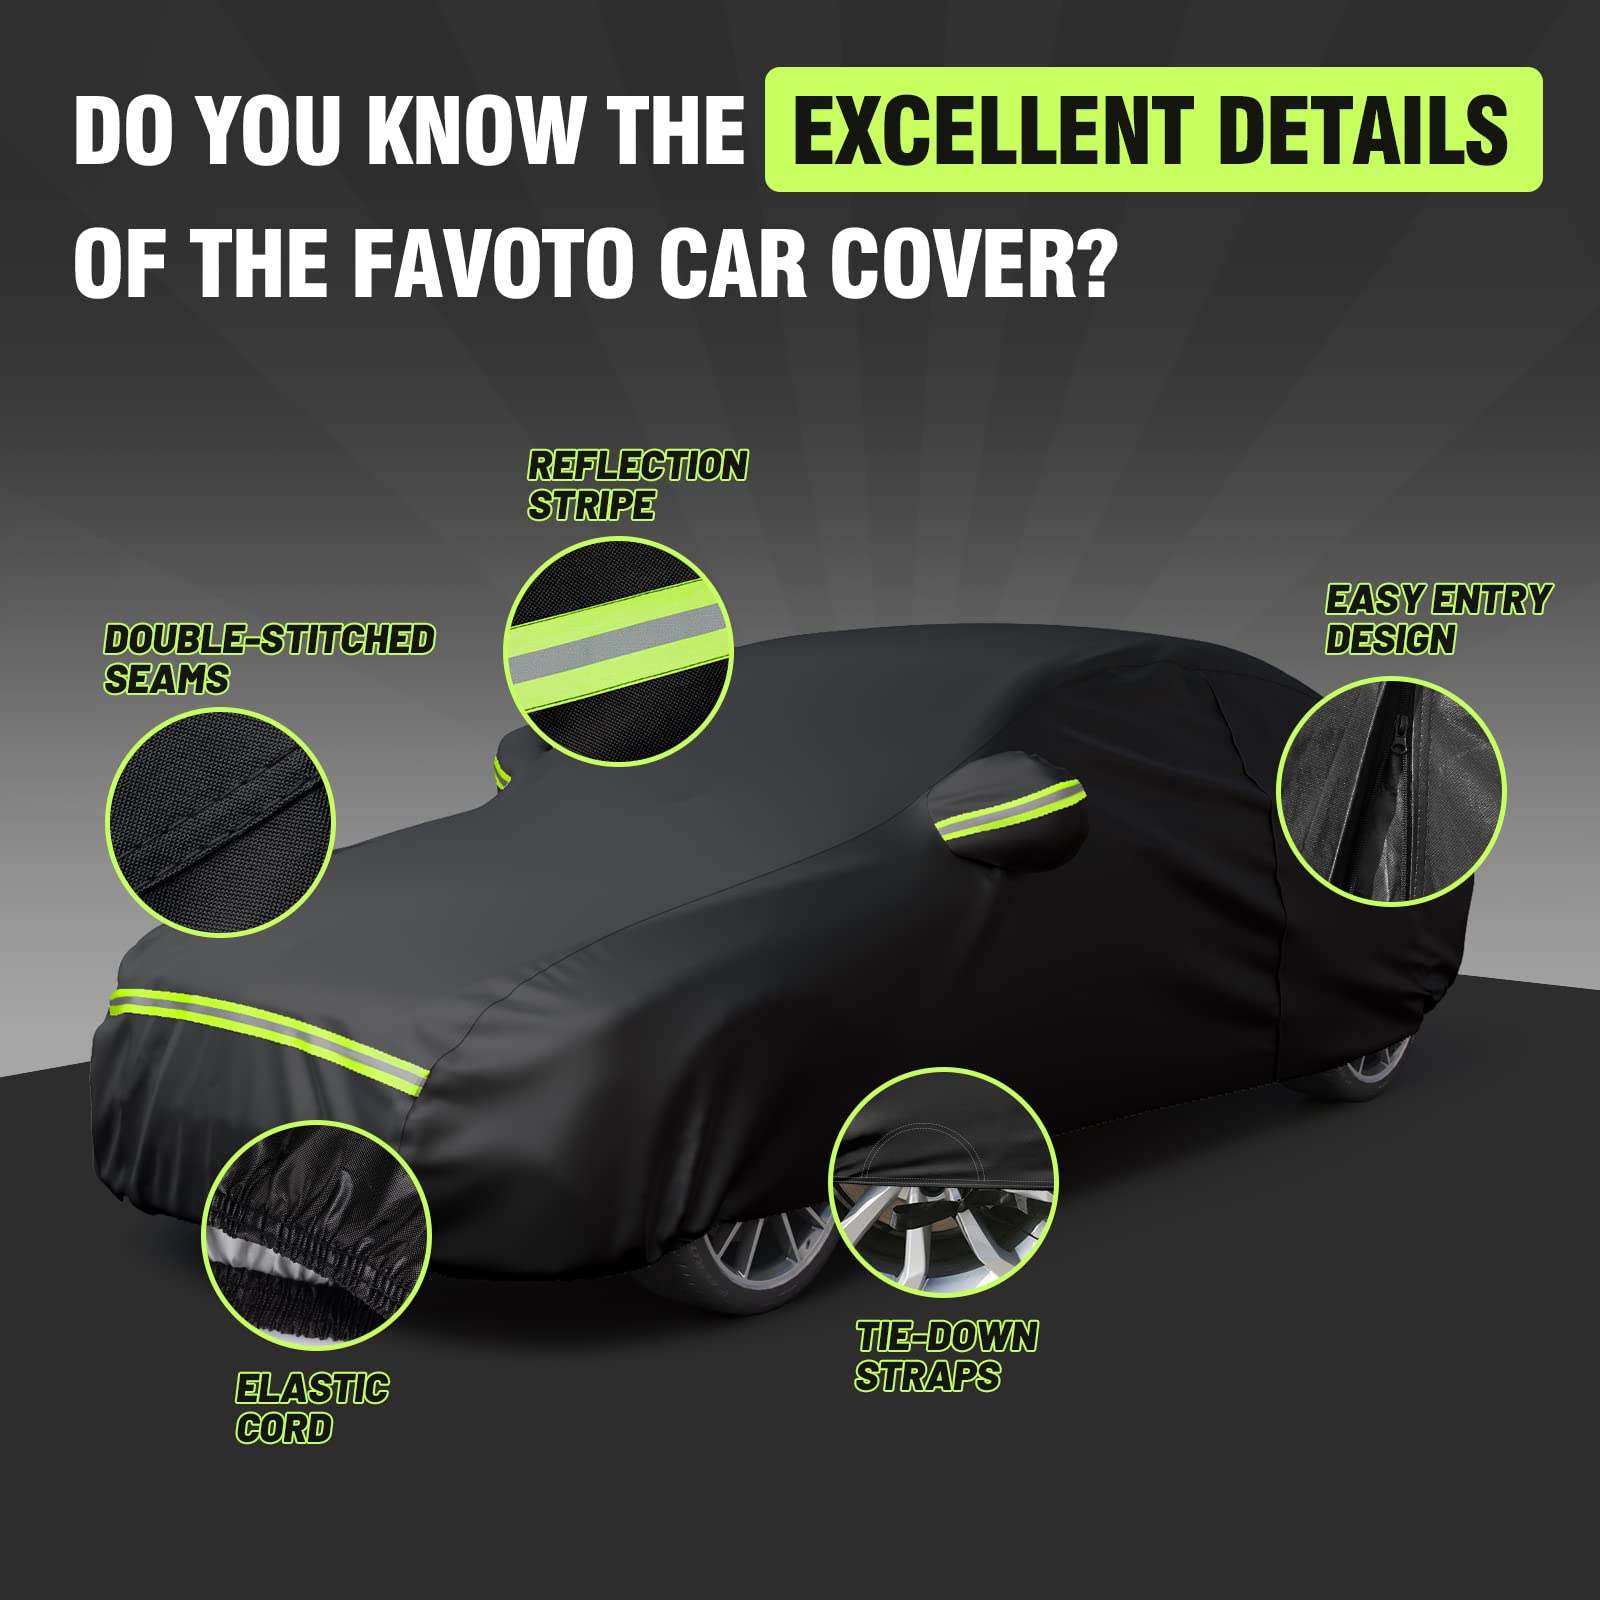 DO YOU KNOW THE EXCELLENT DETAILS
OF THE FAVOTO CAR COVER?
REFLECTION
STRIPE
DOUBLE-STITCHED
SEAMS
EASY ENTRY
DESIGN
TIE-DOWN
STRAPS
ELASTIC
CORD